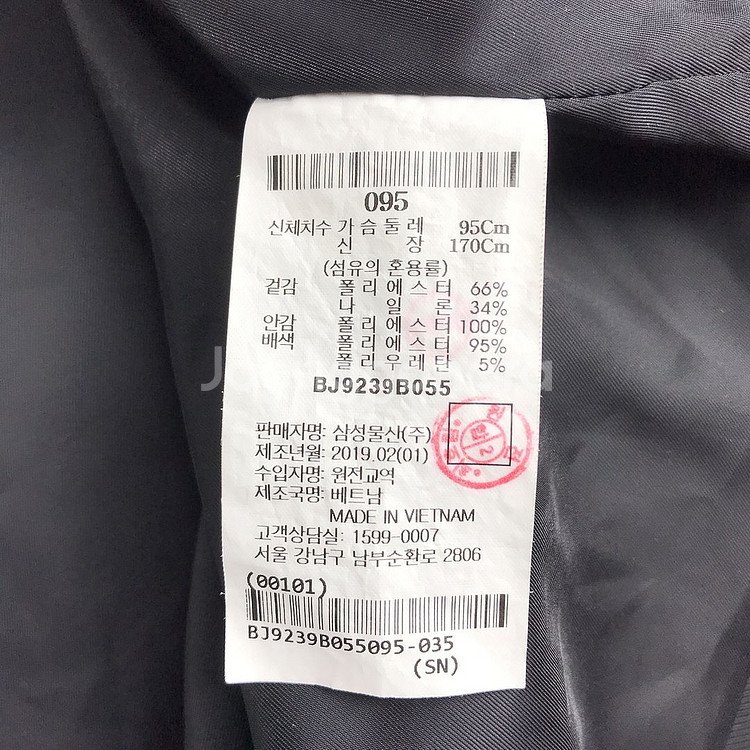 095
신체치수 가슴둘레 95Cm
신 장 170Cm
(섬유의 혼용률)
겉감 폴리에스터 66%
나일론 34%
안감 폴리에스터 100%
배색 폴리에스터 95%
폴리우레탄 5%
BJ9239B055
판매자명: 삼성물산(주)
제조년월: 2019.02(01)
수입자명: 원전교역
제조국명: 베트남
MADE IN VIETNAM
고객상담실: 1599-0007
서울 강남구 남부순환로 2806
(00101)
BJ9239B055095-035
(SN)